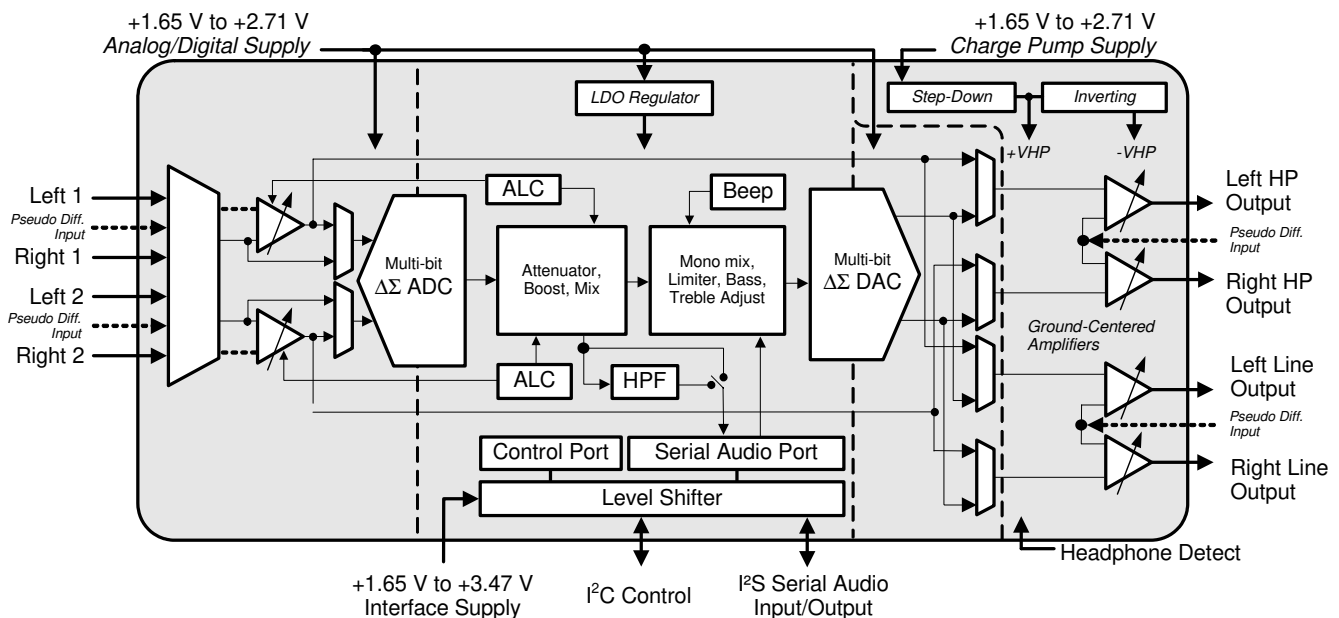 +1.65 V to +2.71 V
Analog/Digital Supply
+1.65 V to +2.71 V
Charge Pump Supply
LDO Regulator
Step-Down
Inverting
+VHP
-VHP
Left 1
Pseudo Diff.
Input
Right 1
Left 2
Pseudo Diff.
Input
Right 2
ALC
Beep
Multi-bit
ΔΣ ADC
Attenuator,
Boost, Mix
Mono mix,
Limiter, Bass,
Treble Adjust
Multi-bit
ΔΣ DAC
ALC
HPF
Control Port
Serial Audio Port
Level Shifter
Left HP
Output
Pseudo Diff.
Input
Right HP
Output
Ground-Centered
Amplifiers
Left Line
Output
Pseudo Diff.
Input
Right Line
Output
Headphone Detect
+1.65 V to +3.47 V
Interface Supply
I²C Control
I²S Serial Audio
Input/Output